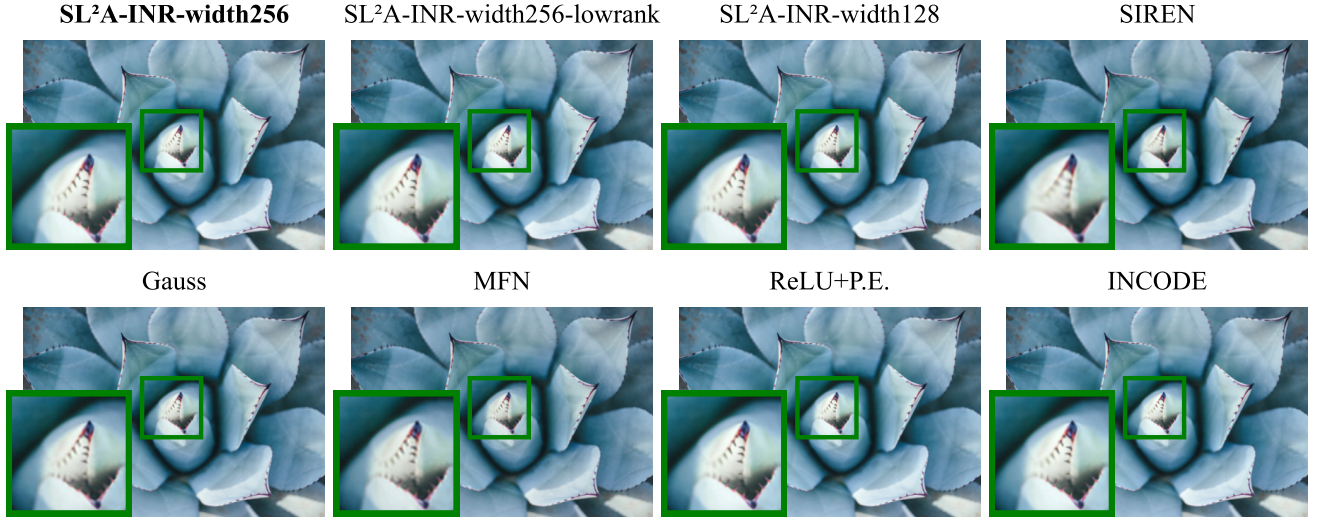 SL²A-INR-width256
SL²A-INR-width256-lowrank
SL²A-INR-width128
SIREN
Gauss
MFN
ReLU+P.E.
INCODE